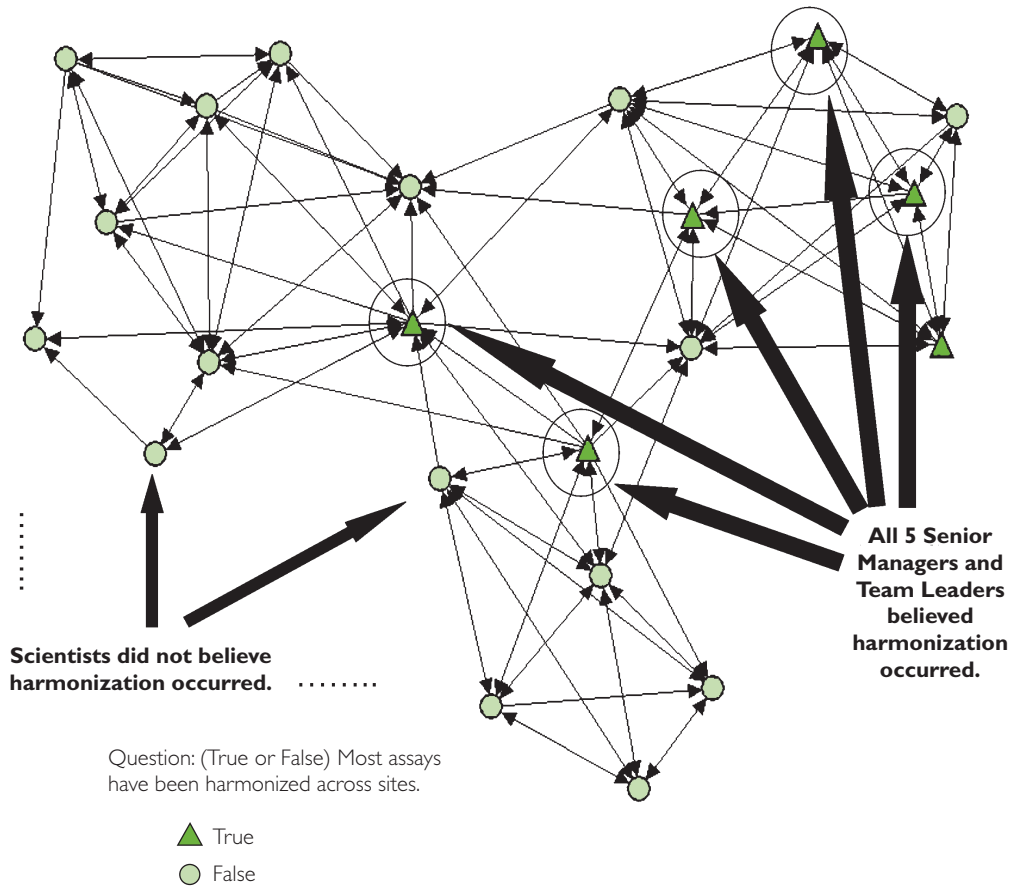 All 5 Senior
Managers and
Team Leaders
believed
harmonization
occurred.
Scientists did not believe
harmonization occurred.
Question: (True or False) Most assays
have been harmonized across sites.
True
False